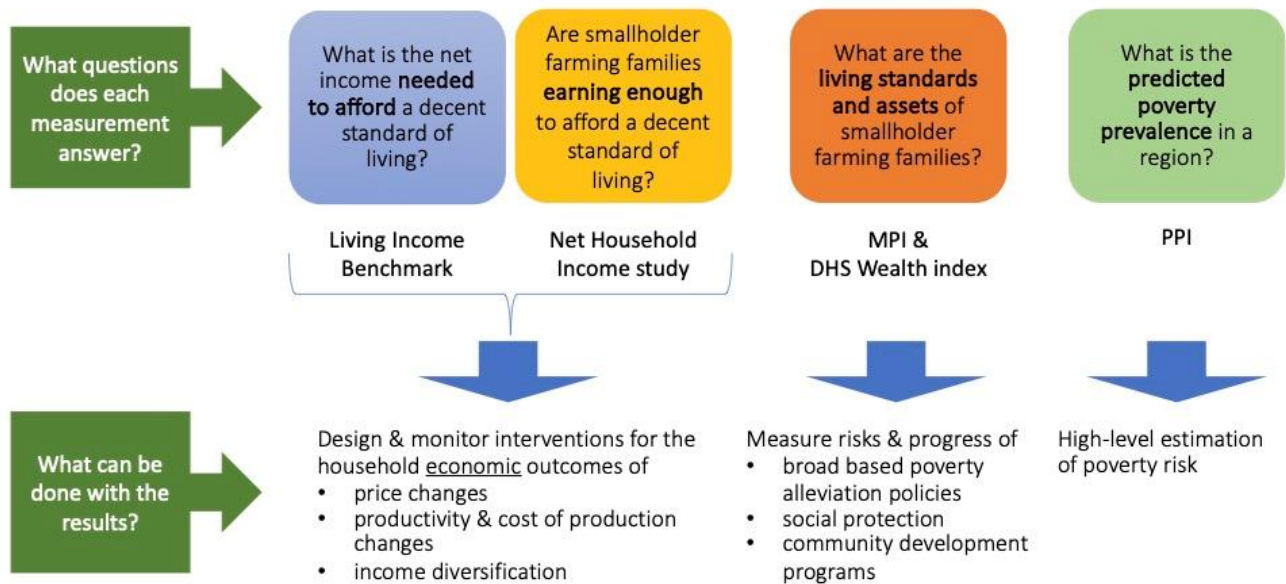 What questions
does each
measurement
answer?
What is the net
income needed
to afford a decent
standard of
living?
Are smallholder
farming families
earning enough
to afford a decent
standard of
living?
What are the
living standards
and assets of
smallholder
farming families?
What is the
predicted
poverty
prevalence in a
region?
Living Income
Benchmark
Net Household
Income study
MPI &
DHS Wealth index
PPI
What can be
done with the
results?
Design & monitor interventions for the
household economic outcomes of
• price changes
• productivity & cost of production
changes
• income diversification
Measure risks & progress of
• broad based poverty
alleviation policies
• social protection
• community development
programs
High-level estimation
of poverty risk